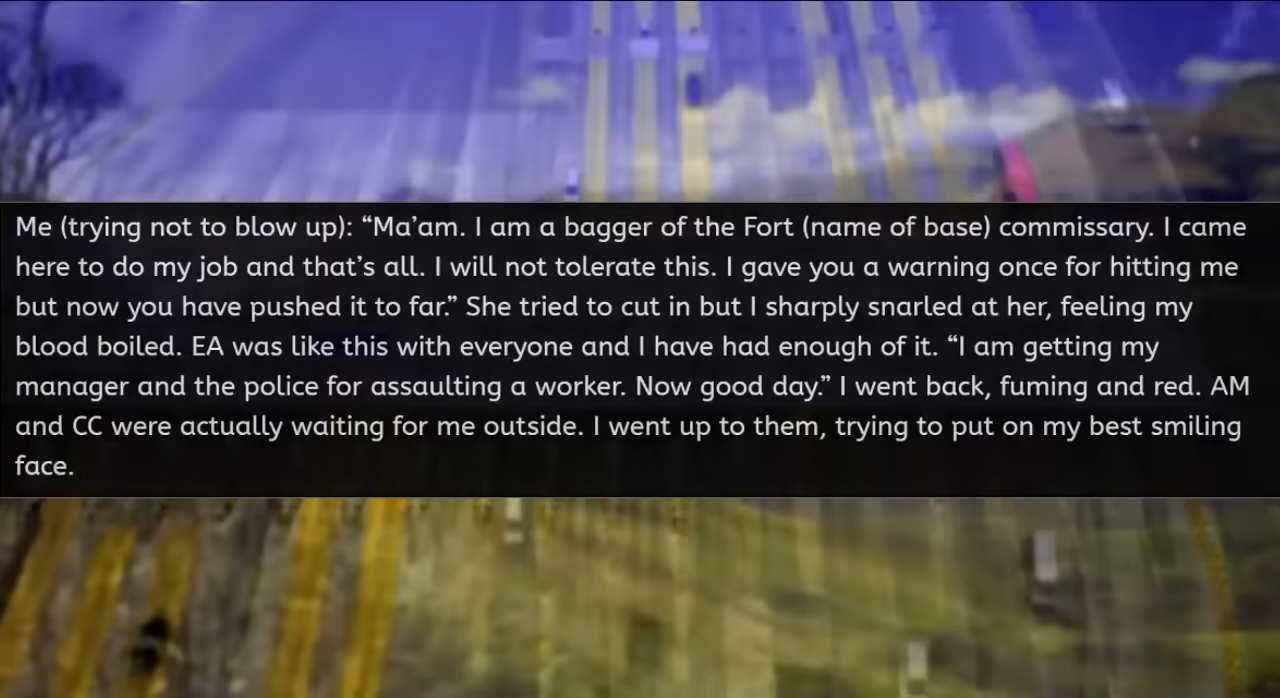 Me (trying not to blow up): “Ma’am. I am a bagger of the Fort (name of base) commissary. I came
here to do my job and that’s all. I will not tolerate this. I gave you a warning once for hitting me
but now you have pushed it to far.” She tried to cut in but I sharply snarled at her, feeling my
blood boiled. EA was like this with everyone and I have had enough of it. “I am getting my
manager and the police for assaulting a worker. Now good day.” I went back, fuming and red. AM
and CC were actually waiting for me outside. I went up to them, trying to put on my best smiling
face.